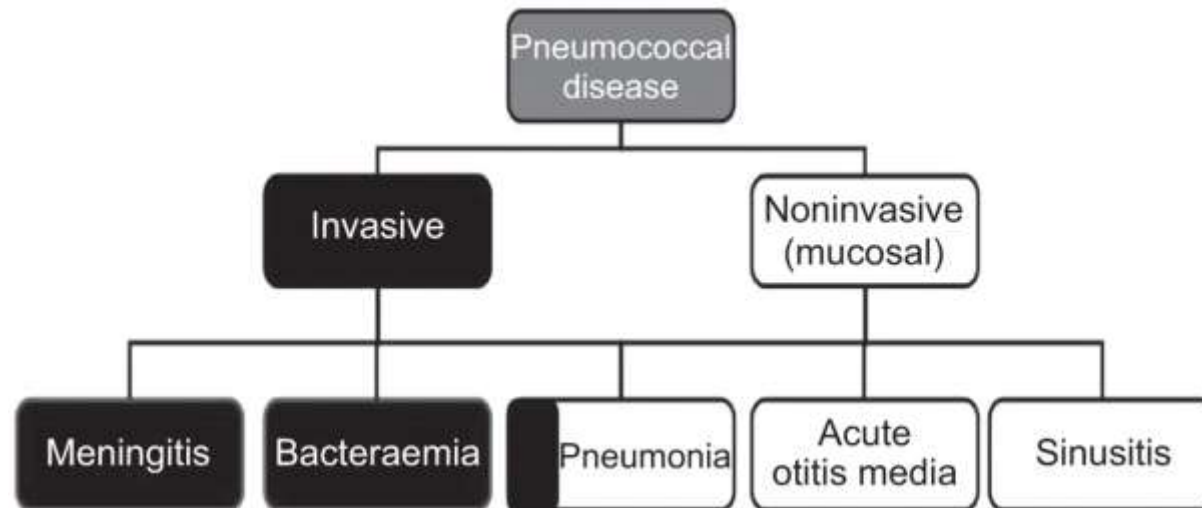 Pneumococcal
disease
Invasive
Noninvasive
(mucosal)
Meningitis
Bacteraemia
Pneumonia
Acute
otitis media
Sinusitis